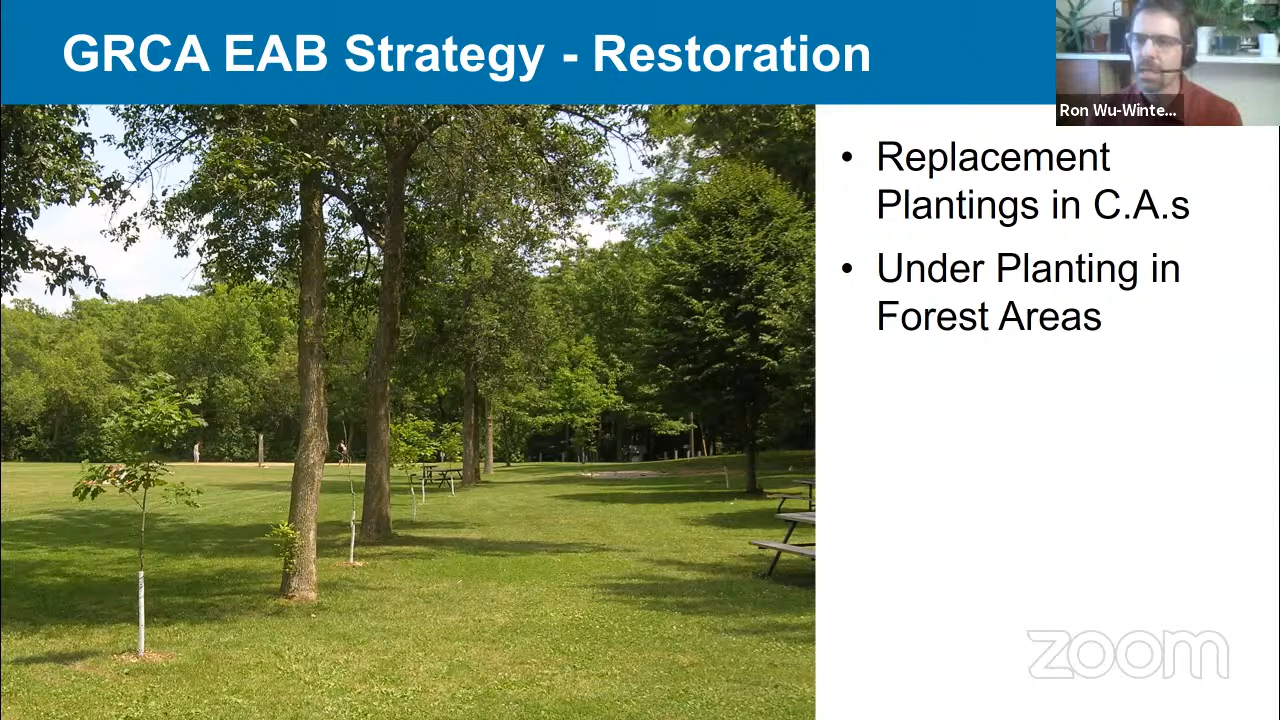 GRCA EAB Strategy - Restoration
Ron Wu-Winte...
• Replacement
Plantings in C.A.s
• Under Planting in
Forest Areas
zoom